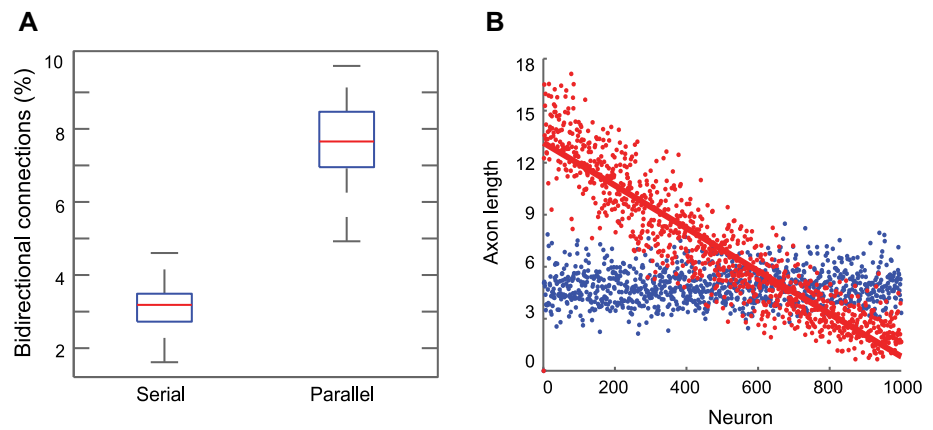 A
Bidirectional connections (%)
10
8
6
4
2
Serial
Parallel
B
Axon length
18
15
12
9
6
3
0
0
200
400
600
800
1000
Neuron